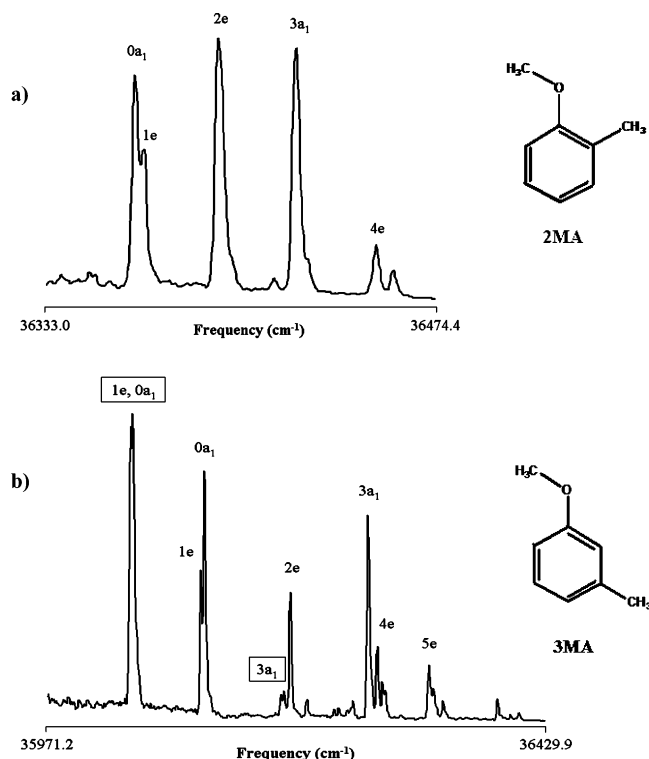 a)
0a₁
1e
2e
3a₁
4e
36333.0
Frequency (cm⁻¹)
36474.4
H₃C
O
CH₃
2MA
b)
1e, 0a₁
1e
0a₁
3a₁
2e
3a₁
4e
5e
35971.2
Frequency (cm⁻¹)
36429.9
H₃C
O
CH₃
3MA